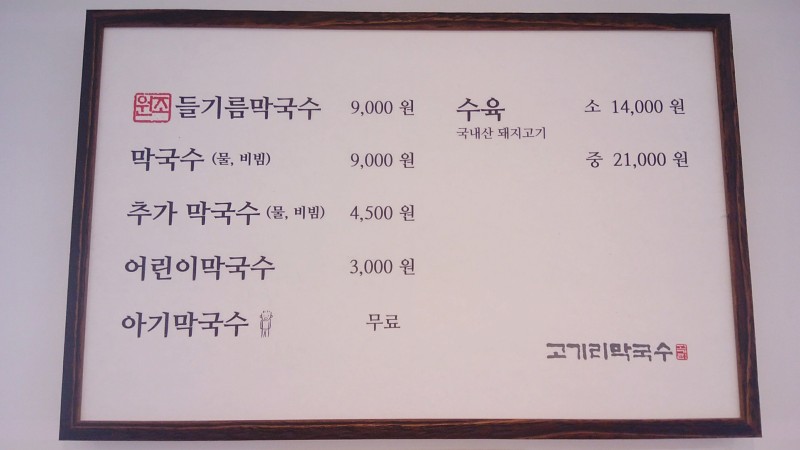 원조 들기름막국수 9,000 원
막국수 (물, 비빔) 9,000 원
추가 막국수 (물, 비빔) 4,500 원
어린이막국수 3,000 원
아기막국수 무료
수육 소 14,000 원
국내산 돼지고기
중 21,000 원
고기리막국수